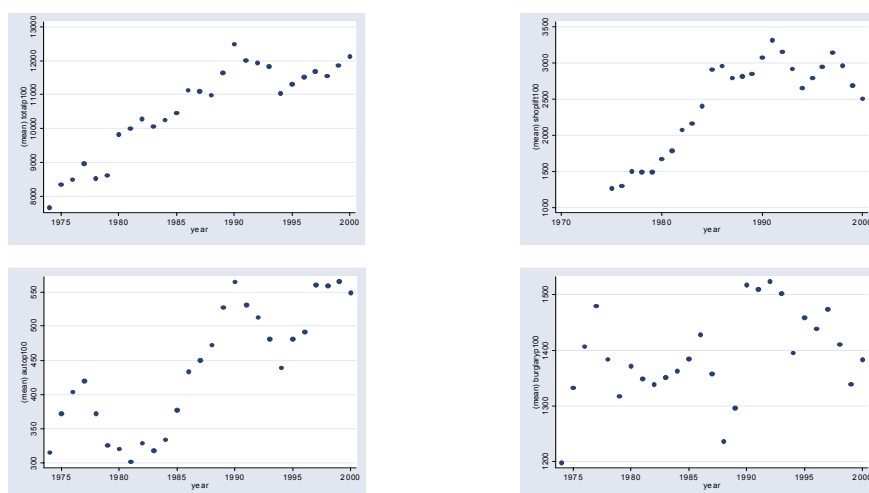 (mean) totalp100
13000
12000
11000
10000
9000
8000
1975 1980 1985 1990 1995 2000
year
(mean) shoplift100
3500
3000
2500
2000
1500
1000
1970 1980 1990 2000
year
(mean) autop100
550
500
450
400
350
300
1975 1980 1985 1990 1995 2000
year
(mean) burglaryp100
1500
1400
1300
1200
1975 1980 1985 1990 1995 2000
year